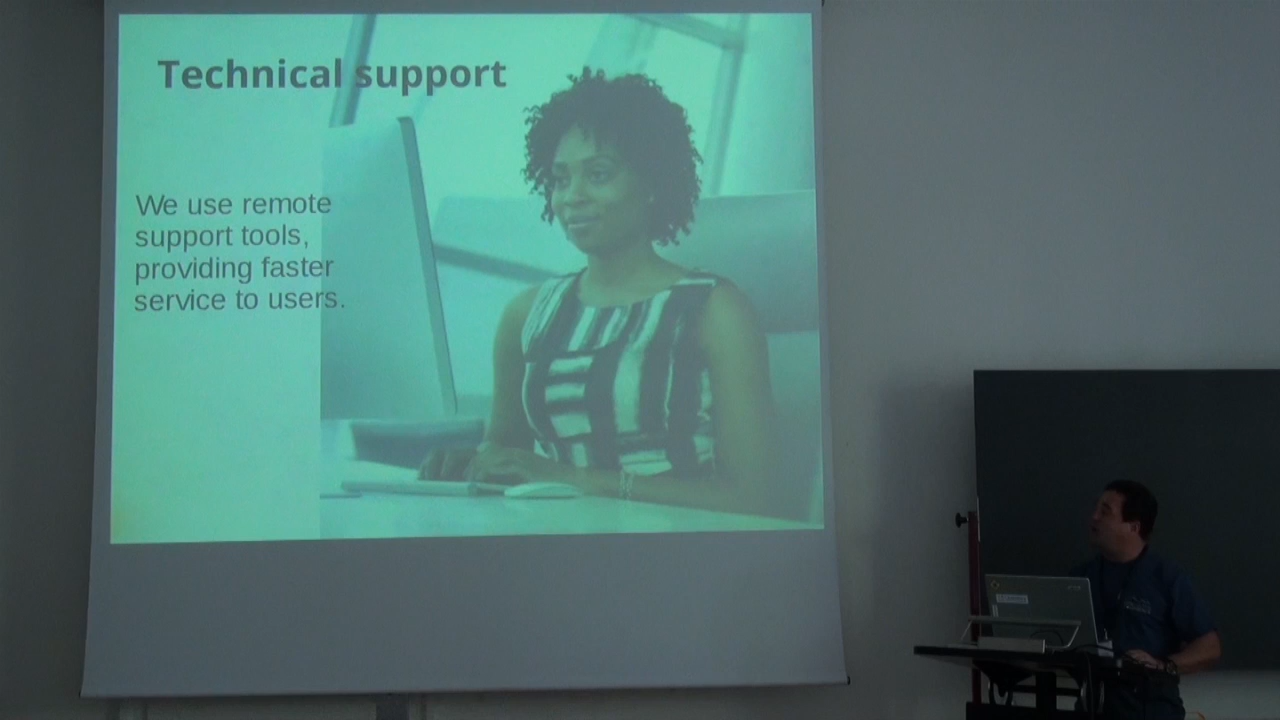 Technical support
We use remote
support tools,
providing faster
service to users.